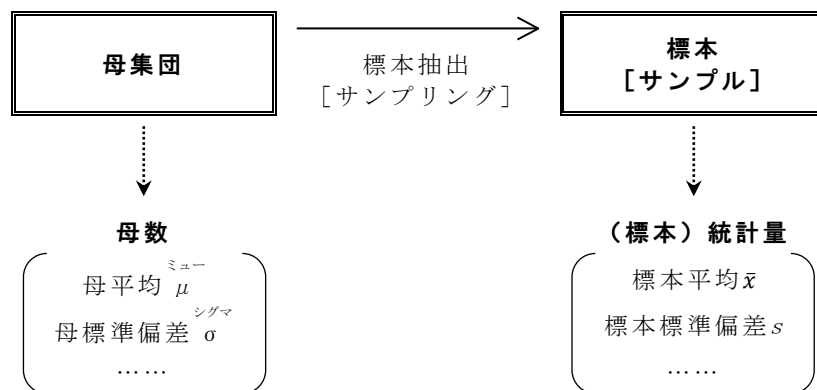 母集団
標本抽出
［サンプリング］
標本
［サンプル］
母数
ミュー
母平均 μ
シグマ
母標準偏差 σ
……
（標本）統計量
標本平均x̄
標本標準偏差s
……